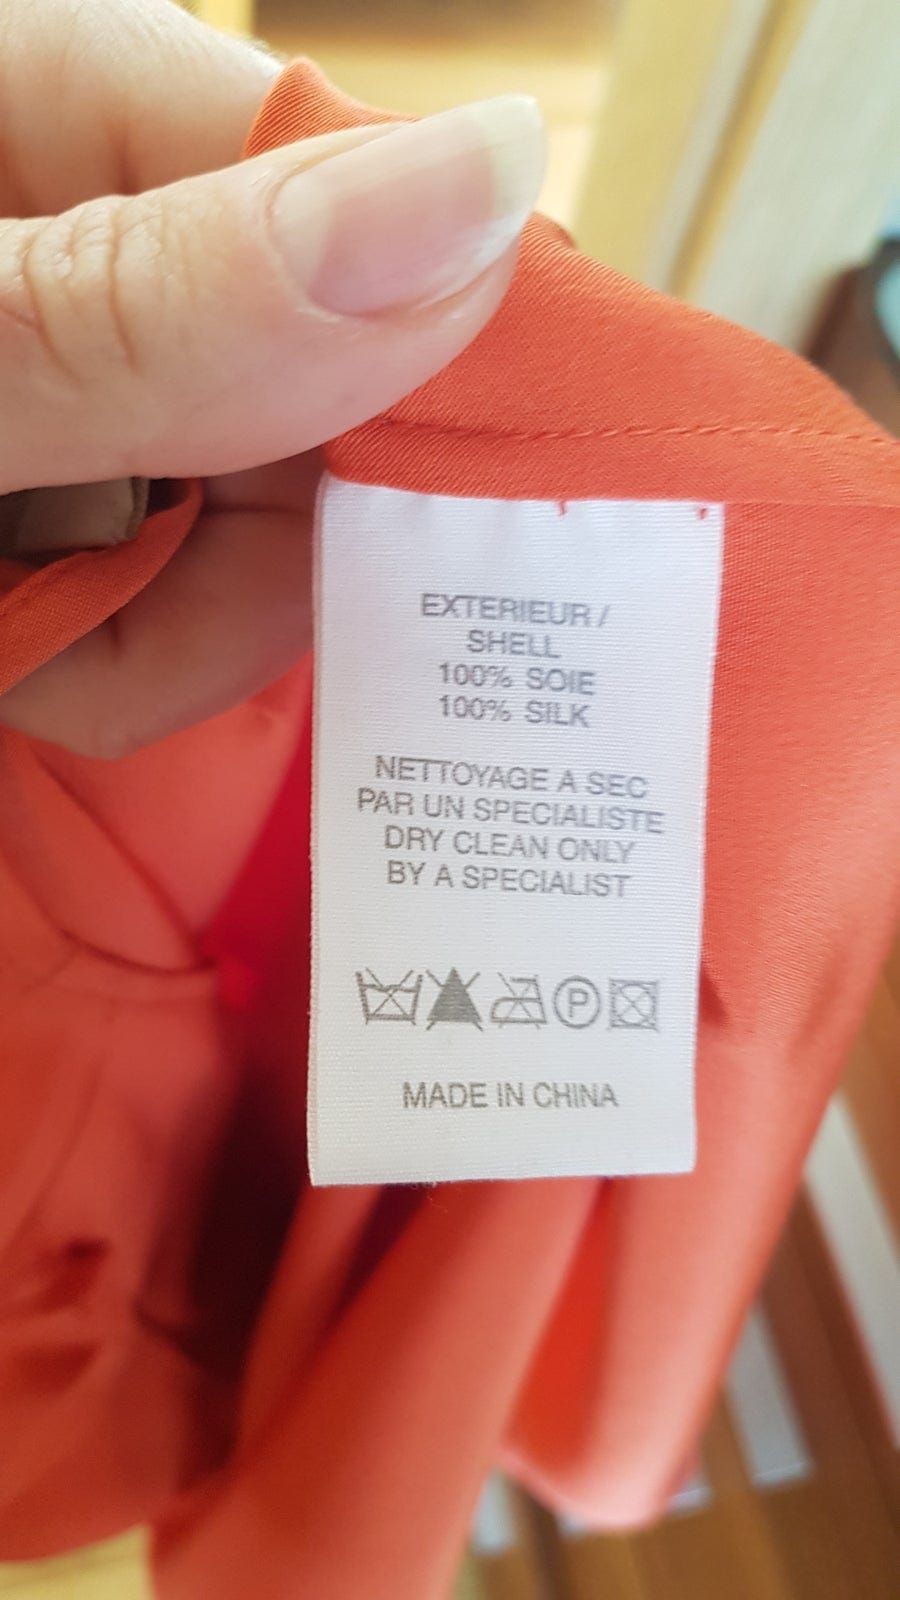 EXTERIEUR /
SHELL
100% SOIE
100% SILK
NETTOYAGE A SEC
PAR UN SPECIALISTE
DRY CLEAN ONLY
BY A SPECIALIST
P
MADE IN CHINA